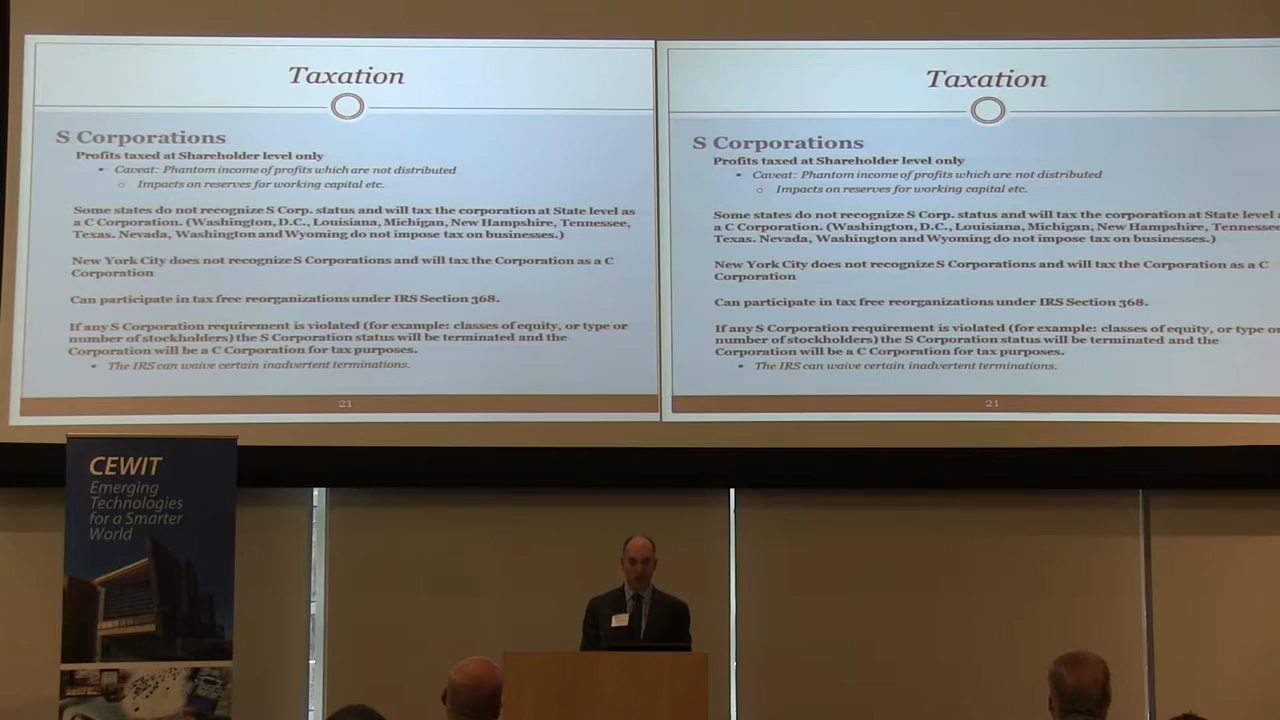 Taxation
S Corporations
Profits taxed at Shareholder level only
• Caveat: Phantom income of profits which are not distributed
o Impacts on reserves for working capital etc.
Some states do not recognize S Corp. status and will tax the corporation at State level as
a C Corporation. (Washington, D.C., Louisiana, Michigan, New Hampshire, Tennessee,
Texas. Nevada, Washington and Wyoming do not impose tax on businesses.)
New York City does not recognize S Corporations and will tax the Corporation as a C
Corporation
Can participate in tax free reorganizations under IRS Section 368.
If any S Corporation requirement is violated (for example: classes of equity, or type or
number of stockholders) the S Corporation status will be terminated and the
Corporation will be a C Corporation for tax purposes.
• The IRS can waive certain inadvertent terminations.
21
Taxation
S Corporations
Profits taxed at Shareholder level only
• Caveat: Phantom income of profits which are not distributed
o Impacts on reserves for working capital etc.
Some states do not recognize S Corp. status and will tax the corporation at State level
a C Corporation. (Washington, D.C., Louisiana, Michigan, New Hampshire, Tennessee
Texas. Nevada, Washington and Wyoming do not impose tax on businesses.)
New York City does not recognize S Corporations and will tax the Corporation as a C
Corporation
Can participate in tax free reorganizations under IRS Section 368.
If any S Corporation requirement is violated (for example: classes of equity, or type or
number of stockholders) the S Corporation status will be terminated and the
Corporation will be a C Corporation for tax purposes.
• The IRS can waive certain inadvertent terminations.
21
CEWIT
Emerging
Technologies
for a Smarter
World